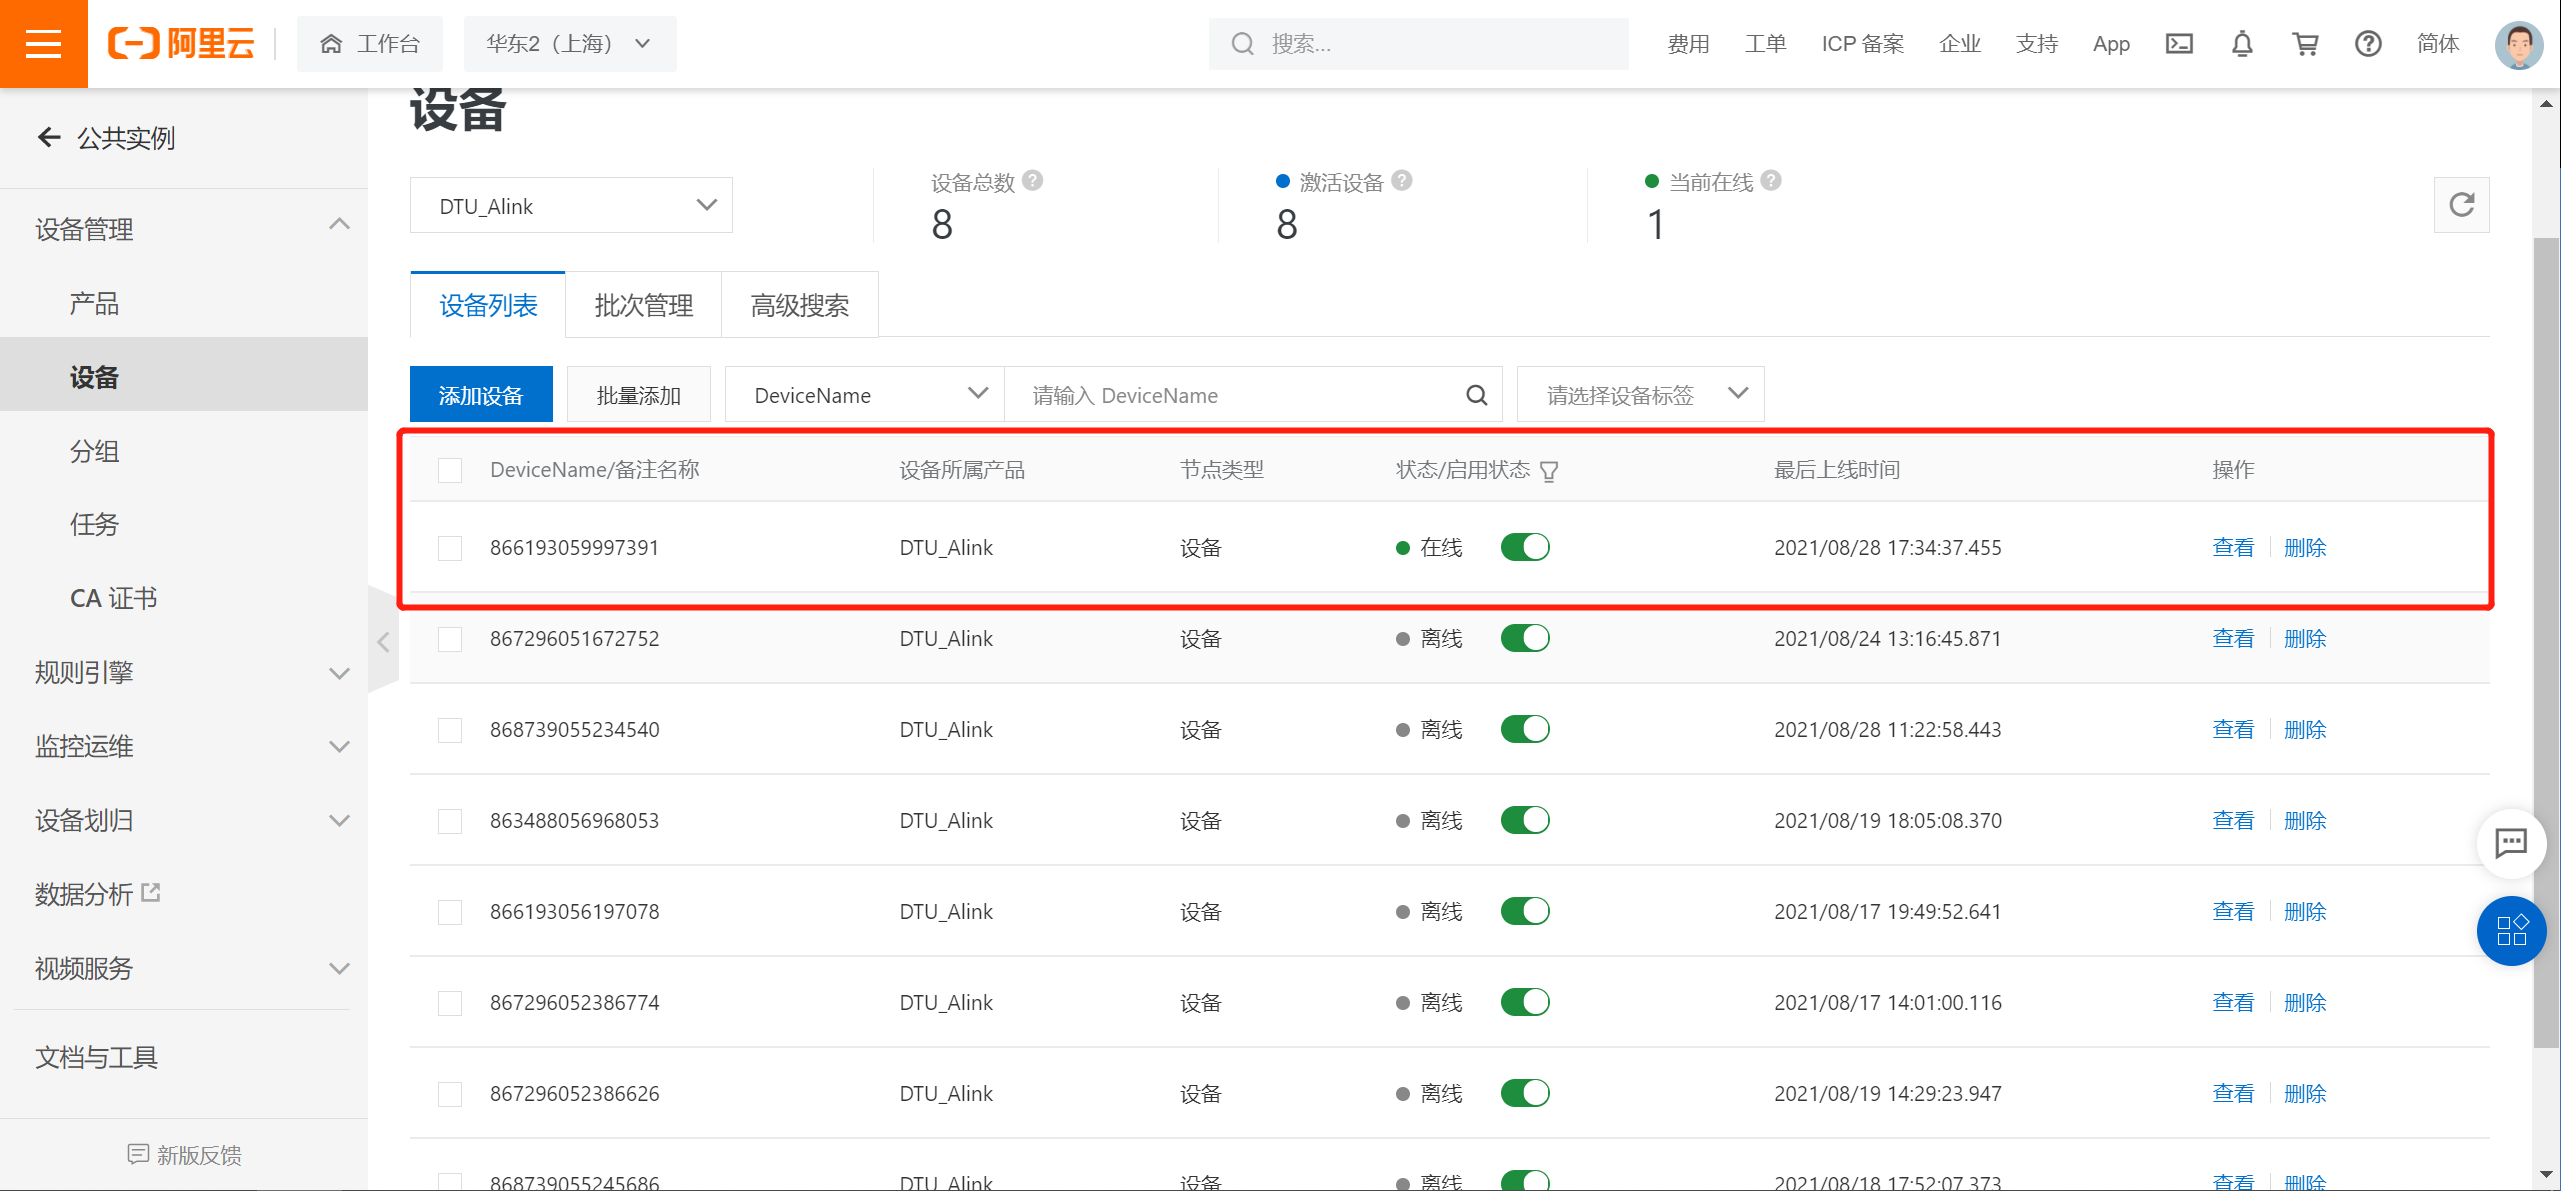 阿里云
工作台
华东2（上海）
搜索...
费用
工单
ICP 备案
企业
支持
App
简体
公共实例
设备管理
产品
设备
分组
任务
CA 证书
规则引擎
监控运维
设备划归
数据分析
视频服务
文档与工具
新版反馈
设备
DTU_Alink
设备总数
8
激活设备
8
当前在线
1
设备列表
批次管理
高级搜索
添加设备
批量添加
DeviceName
请输入 DeviceName
请选择设备标签
DeviceName/备注名称 设备所属产品 节点类型 状态/启用状态 最后上线时间 操作
866193059997391 DTU_Alink 设备 在线 2021/08/28 17:34:37.455 查看 删除
867296051672752 DTU_Alink 设备 离线 2021/08/24 13:16:45.871 查看 删除
868739055234540 DTU_Alink 设备 离线 2021/08/28 11:22:58.443 查看 删除
863488056968053 DTU_Alink 设备 离线 2021/08/19 18:05:08.370 查看 删除
866193056197078 DTU_Alink 设备 离线 2021/08/17 19:49:52.641 查看 删除
867296052386774 DTU_Alink 设备 离线 2021/08/17 14:01:00.116 查看 删除
867296052386626 DTU_Alink 设备 离线 2021/08/19 14:29:23.947 查看 删除
868739055245686 DTU_Alink 设备 离线 2021/08/18 17:52:07.373 查看 删除